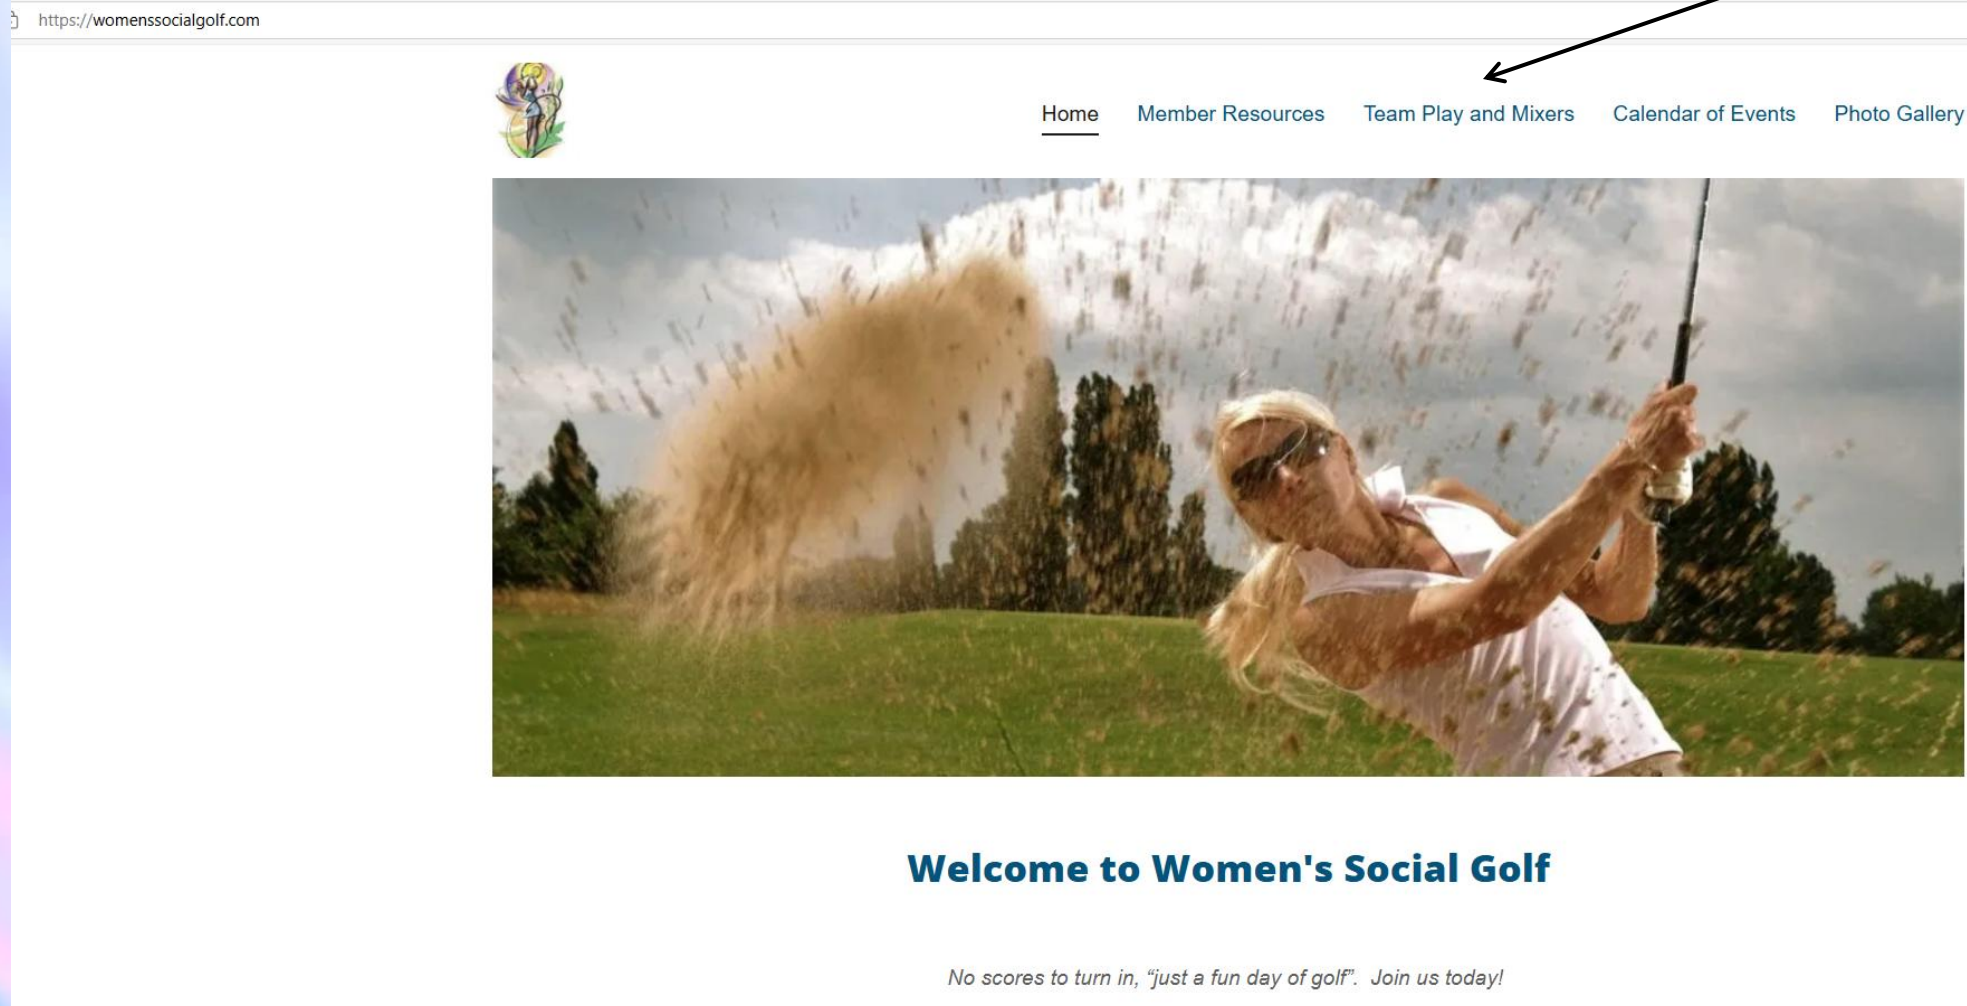 https://womenssocialgolf.com
Home Member Resources Team Play and Mixers Calendar of Events Photo Gallery
Welcome to Women's Social Golf
No scores to turn in, “just a fun day of golf”. Join us today!